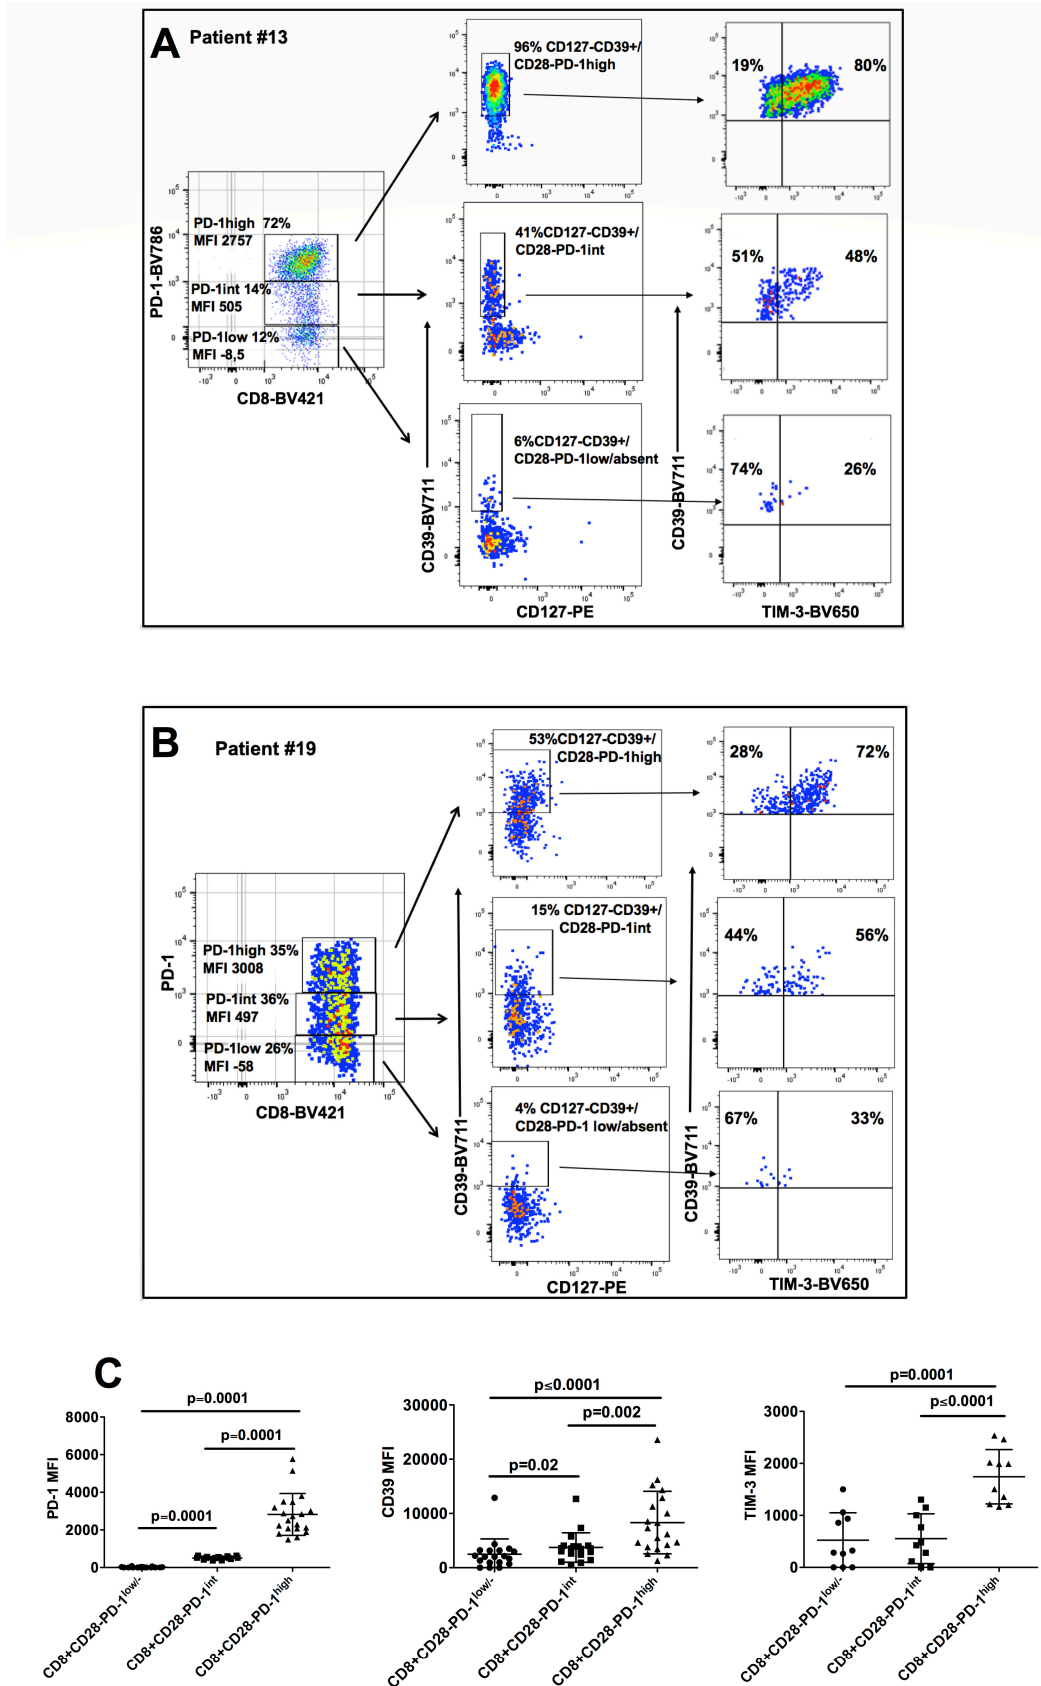 A
Patient #13
96% CD127-CD39+/
CD28-PD-1high
19%
80%
PD-1high 72%
MFI 2757
PD-1int 14%
MFI 505
PD-1low 12%
MFI -8,5
PD-1-BV786
CD8-BV421
41%CD127-CD39+/
CD28-PD-1int
51%
48%
6%CD127-CD39+/
CD28-PD-1low/absent
74%
26%
CD39-BV711
CD39-BV711
CD127-PE
TIM-3-BV650
B
Patient #19
53%CD127-CD39+/
CD28-PD-1high
28%
72%
PD-1high 35%
MFI 3008
PD-1int 36%
MFI 497
PD-1low 26%
MFI -58
PD-1
CD8-BV421
15% CD127-CD39+/
CD28-PD-1int
44%
56%
4% CD127-CD39+/
CD28-PD-1 low/absent
67%
33%
CD39-BV711
CD39-BV711
CD127-PE
TIM-3-BV650
C
p=0.0001
p=0.0001
p=0.0001
8000
6000
4000
2000
0
PD-1 MFI
CD8+CD28-PD-1low/-
CD8+CD28-PD-1int
CD8+CD28-PD-1high
p≤0.0001
p=0.002
p=0.02
30000
20000
10000
0
CD39 MFI
CD8+CD28-PD-1low/-
CD8+CD28-PD-1int
CD8+CD28-PD-1high
p=0.0001
p≤0.0001
3000
2000
1000
0
TIM-3 MFI
CD8+CD28-PD-1low/-
CD8+CD28-PD-1int
CD8+CD28-PD-1high